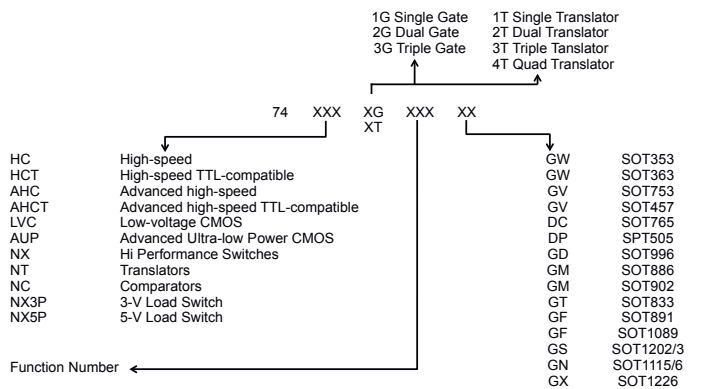 1G Single Gate 1T Single Translator
2G Dual Gate 2T Dual Translator
3G Triple Gate 3T Triple Tanslator
4T Quad Translator
74 XXX XG XXX XX
XT
HC High-speed GW SOT353
HCT High-speed TTL-compatible GW SOT363
AHC Advanced high-speed GV SOT753
AHCT Advanced high-speed TTL-compatible GV SOT457
LVC Low-voltage CMOS DC SOT765
AUP Advanced Ultra-low Power CMOS DP SPT505
NX Hi Performance Switches GD SOT996
NT Translators GM SOT886
NC Comparators GM SOT902
NX3P 3-V Load Switch GT SOT833
NX5P 5-V Load Switch GF SOT891
GF SOT1089
GS SOT1202/3
Function Number GN SOT1115/6
GX SOT1226